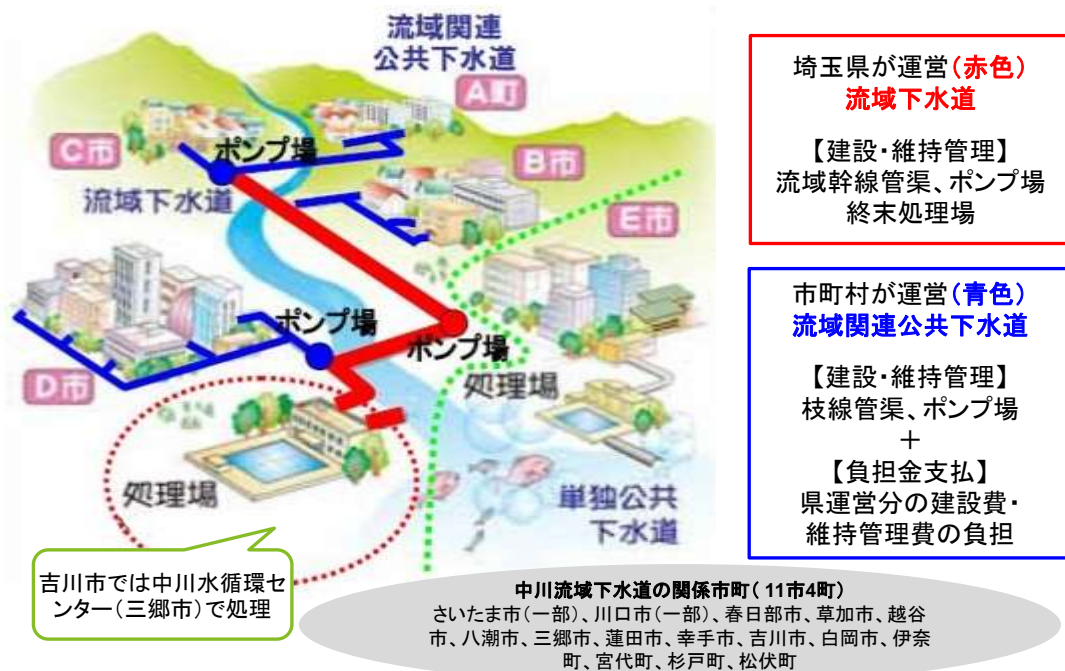 流域関連
公共下水道
A町
C市
ポンプ場
B市
流域下水道
E市
ポンプ場
ポンプ場
D市
処理場
処理場
単独公共
下水道
吉川市では中川水循環セ
ンター(三郷市)で処理
埼玉県が運営(赤色)
流域下水道
【建設・維持管理】
流域幹線管渠、ポンプ場
終末処理場
市町村が運営(青色)
流域関連公共下水道
【建設・維持管理】
枝線管渠、ポンプ場
+
【負担金支払】
県運営分の建設費・
維持管理費の負担
中川流域下水道の関係市町( 11市4町)
さいたま市(一部)、川口市(一部)、春日部市、草加市、越谷
市、八潮市、三郷市、蓮田市、幸手市、吉川市、白岡市、伊奈
町、宮代町、杉戸町、松伏町